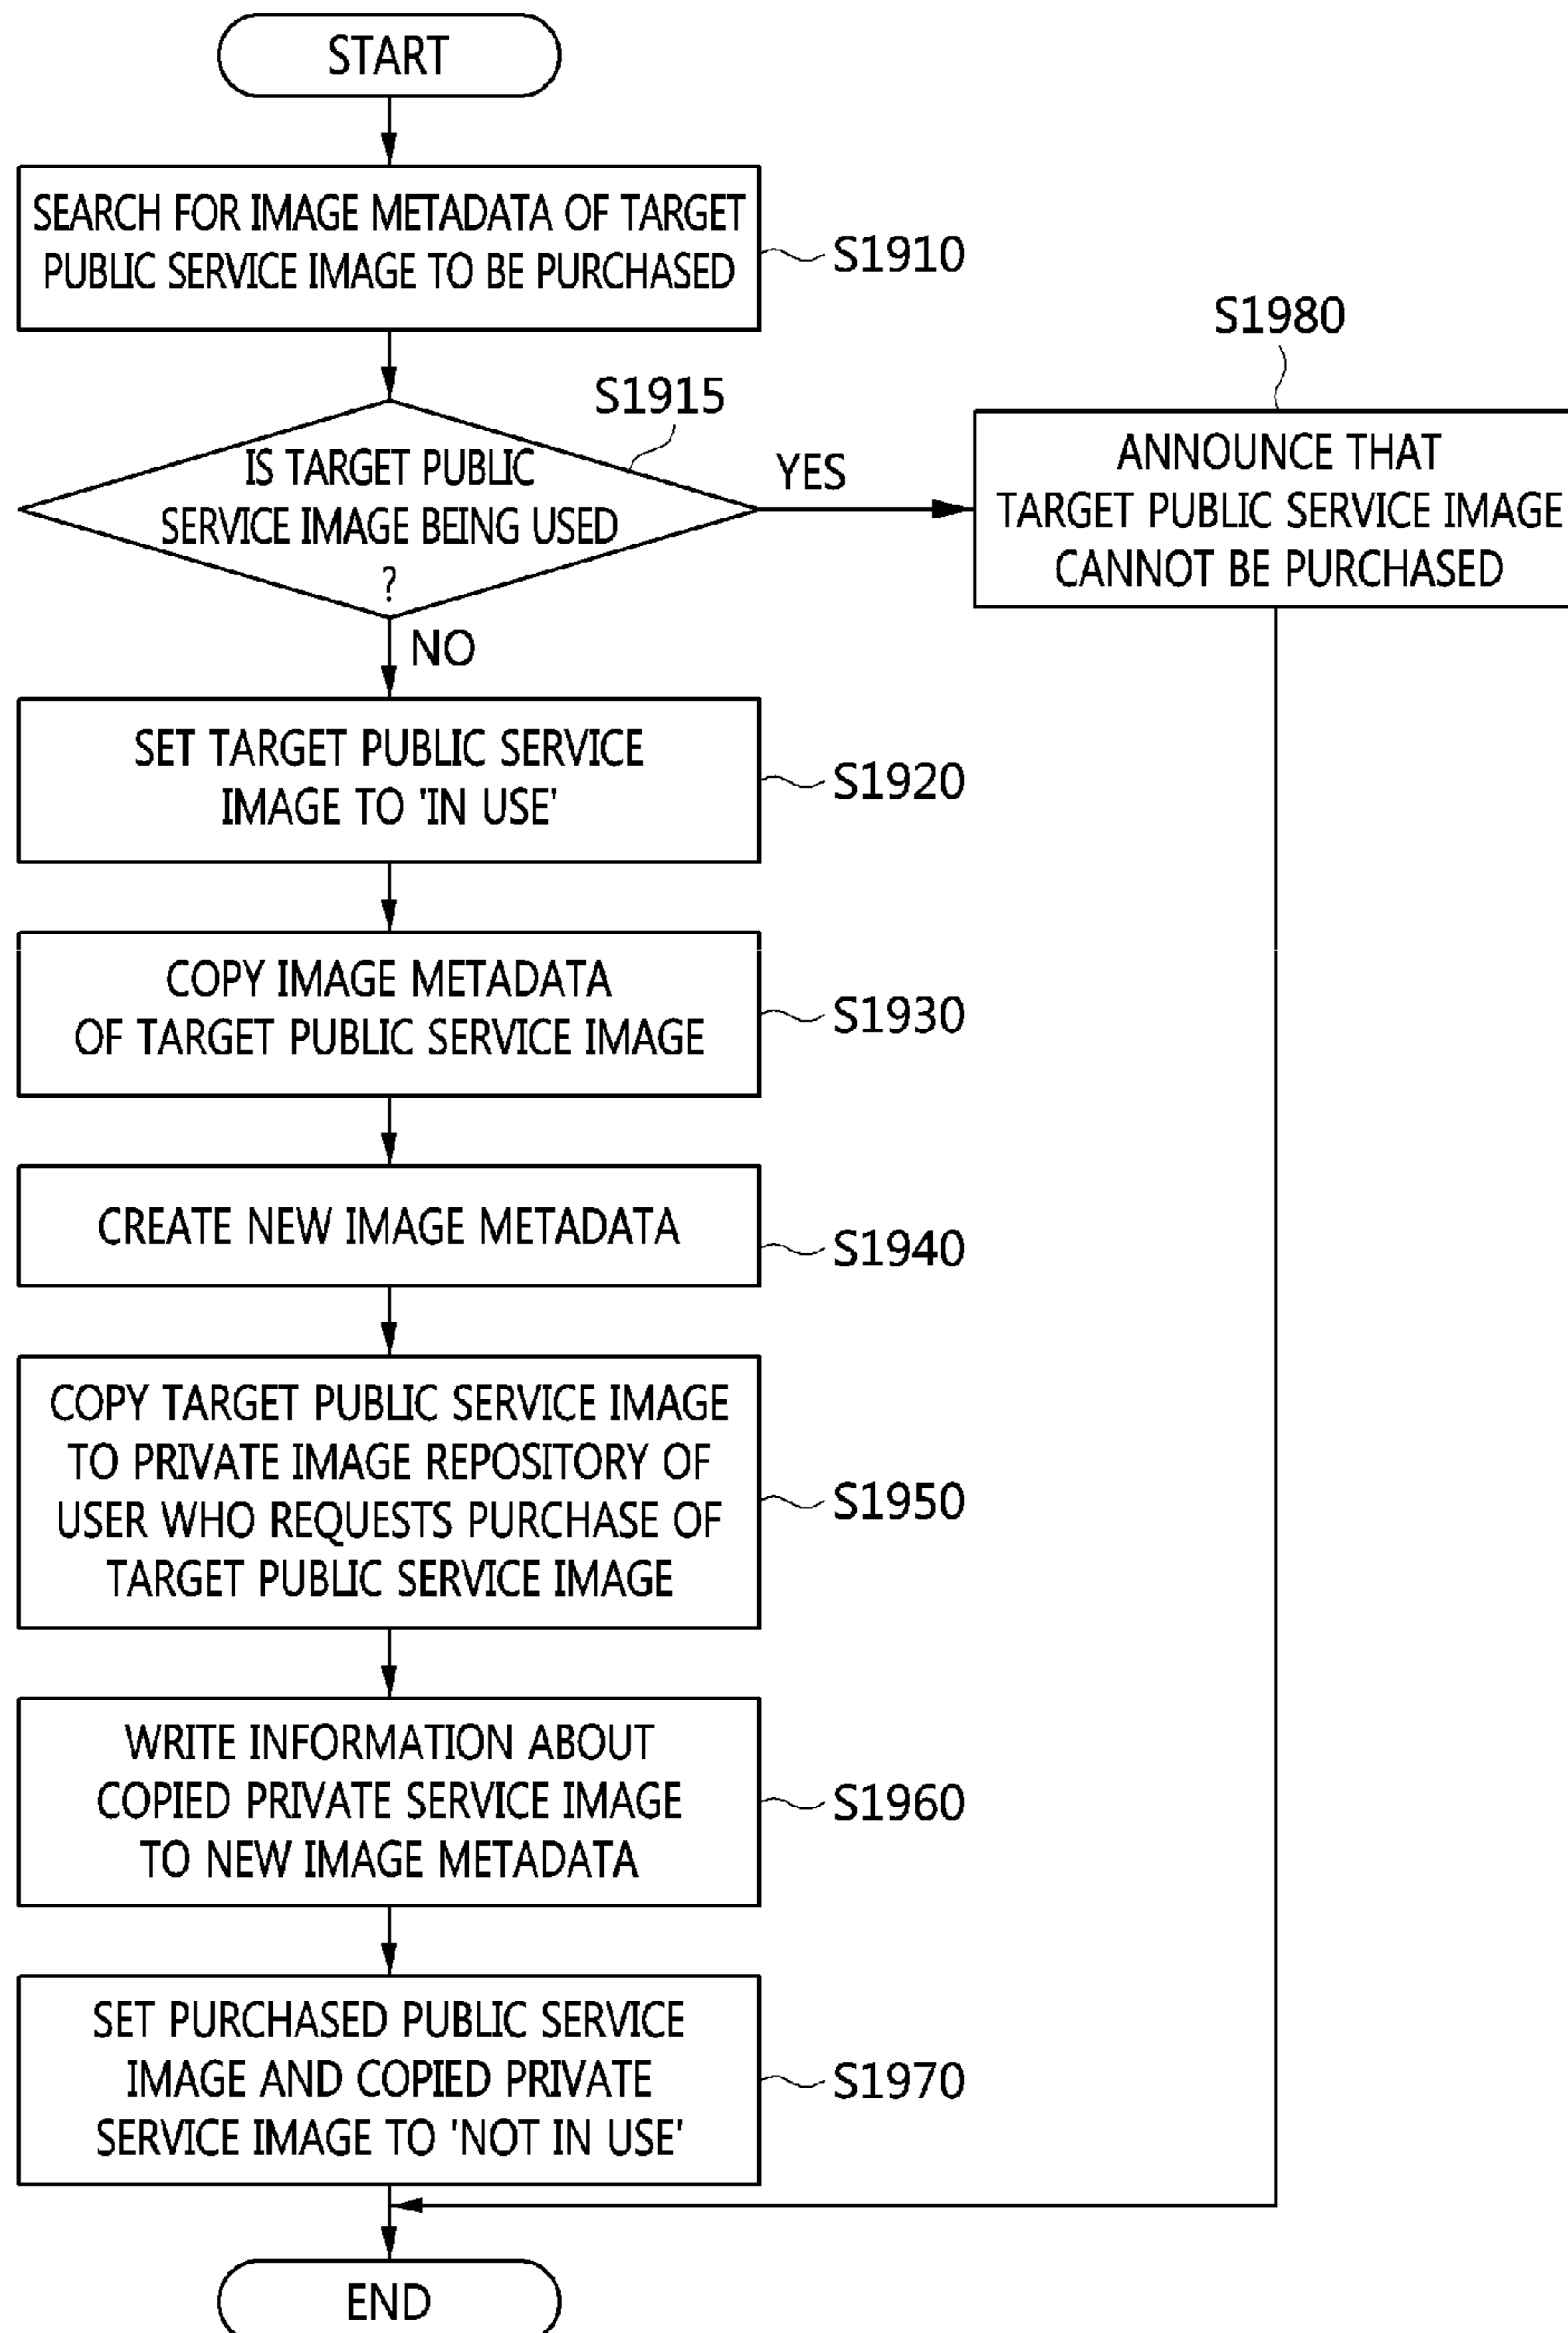 START
SEARCH FOR IMAGE METADATA OF TARGET
PUBLIC SERVICE IMAGE TO BE PURCHASED
S1910
S1915
IS TARGET PUBLIC
SERVICE IMAGE BEING USED
?
YES
S1980
ANNOUNCE THAT
TARGET PUBLIC SERVICE IMAGE
CANNOT BE PURCHASED
NO
SET TARGET PUBLIC SERVICE
IMAGE TO 'IN USE'
S1920
COPY IMAGE METADATA
OF TARGET PUBLIC SERVICE IMAGE
S1930
CREATE NEW IMAGE METADATA
S1940
COPY TARGET PUBLIC SERVICE IMAGE
TO PRIVATE IMAGE REPOSITORY OF
USER WHO REQUESTS PURCHASE OF
TARGET PUBLIC SERVICE IMAGE
S1950
WRITE INFORMATION ABOUT
COPIED PRIVATE SERVICE IMAGE
TO NEW IMAGE METADATA
S1960
SET PURCHASED PUBLIC SERVICE
IMAGE AND COPIED PRIVATE
SERVICE IMAGE TO 'NOT IN USE'
S1970
END